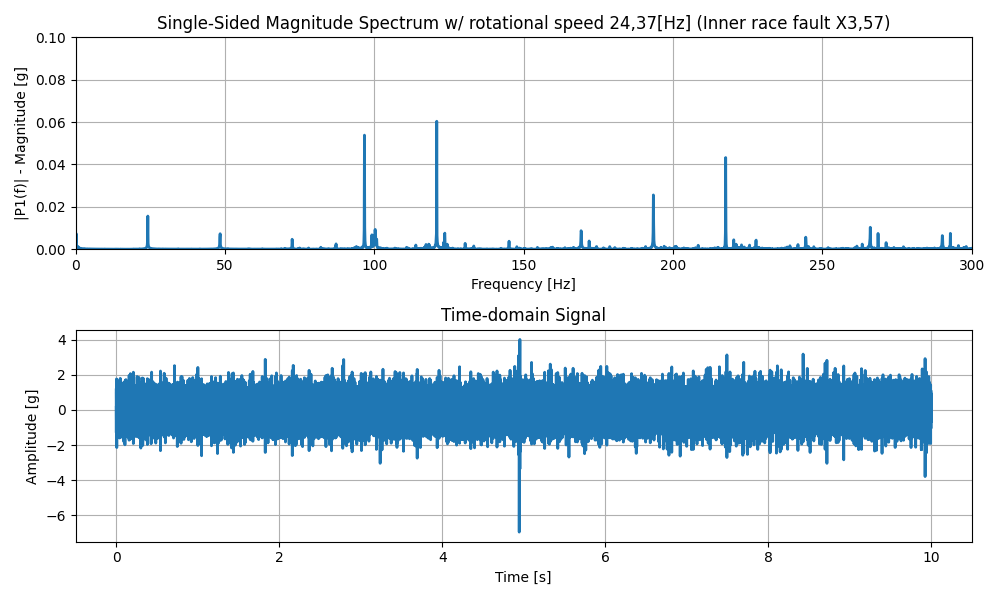 Single-Sided Magnitude Spectrum w/ rotational speed 24,37[Hz] (Inner race fault X3,57)
|P1(f)| - Magnitude [g]
0.10
0.08
0.06
0.04
0.02
0.00
0 50 100 150 200 250 300
Frequency [Hz]
Time-domain Signal
Amplitude [g]
4
2
0
−2
−4
−6
0 2 4 6 8 10
Time [s]